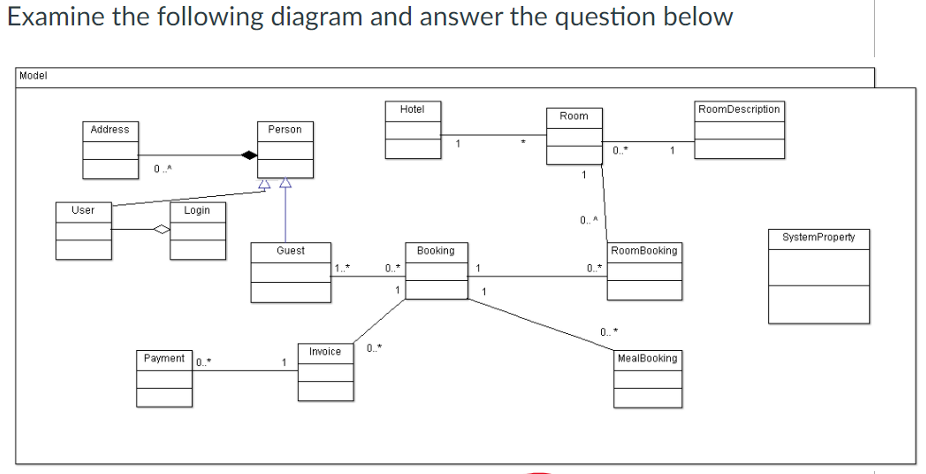 Examine the following diagram and answer the question below
Model
Hotel
Room
RoomDescription
Address
Person
1
*
0..*
1
0..^
1
User
Login
0..^
SystemProperty
Guest
Booking
RoomBooking
1..*
0..*
1
0..*
1
1
0..*
Invoice
0..*
Payment
0..*
1
MealBooking